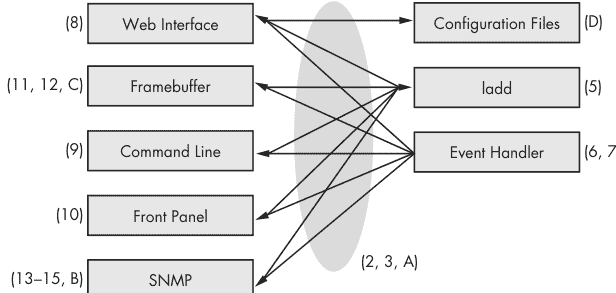 (8) Web Interface Configuration Files (D)
(11, 12, C) Framebuffer ladd (5)
(9) Command Line Event Handler (6, 7
(10) Front Panel
(2, 3, A)
(13–15, B) SNMP